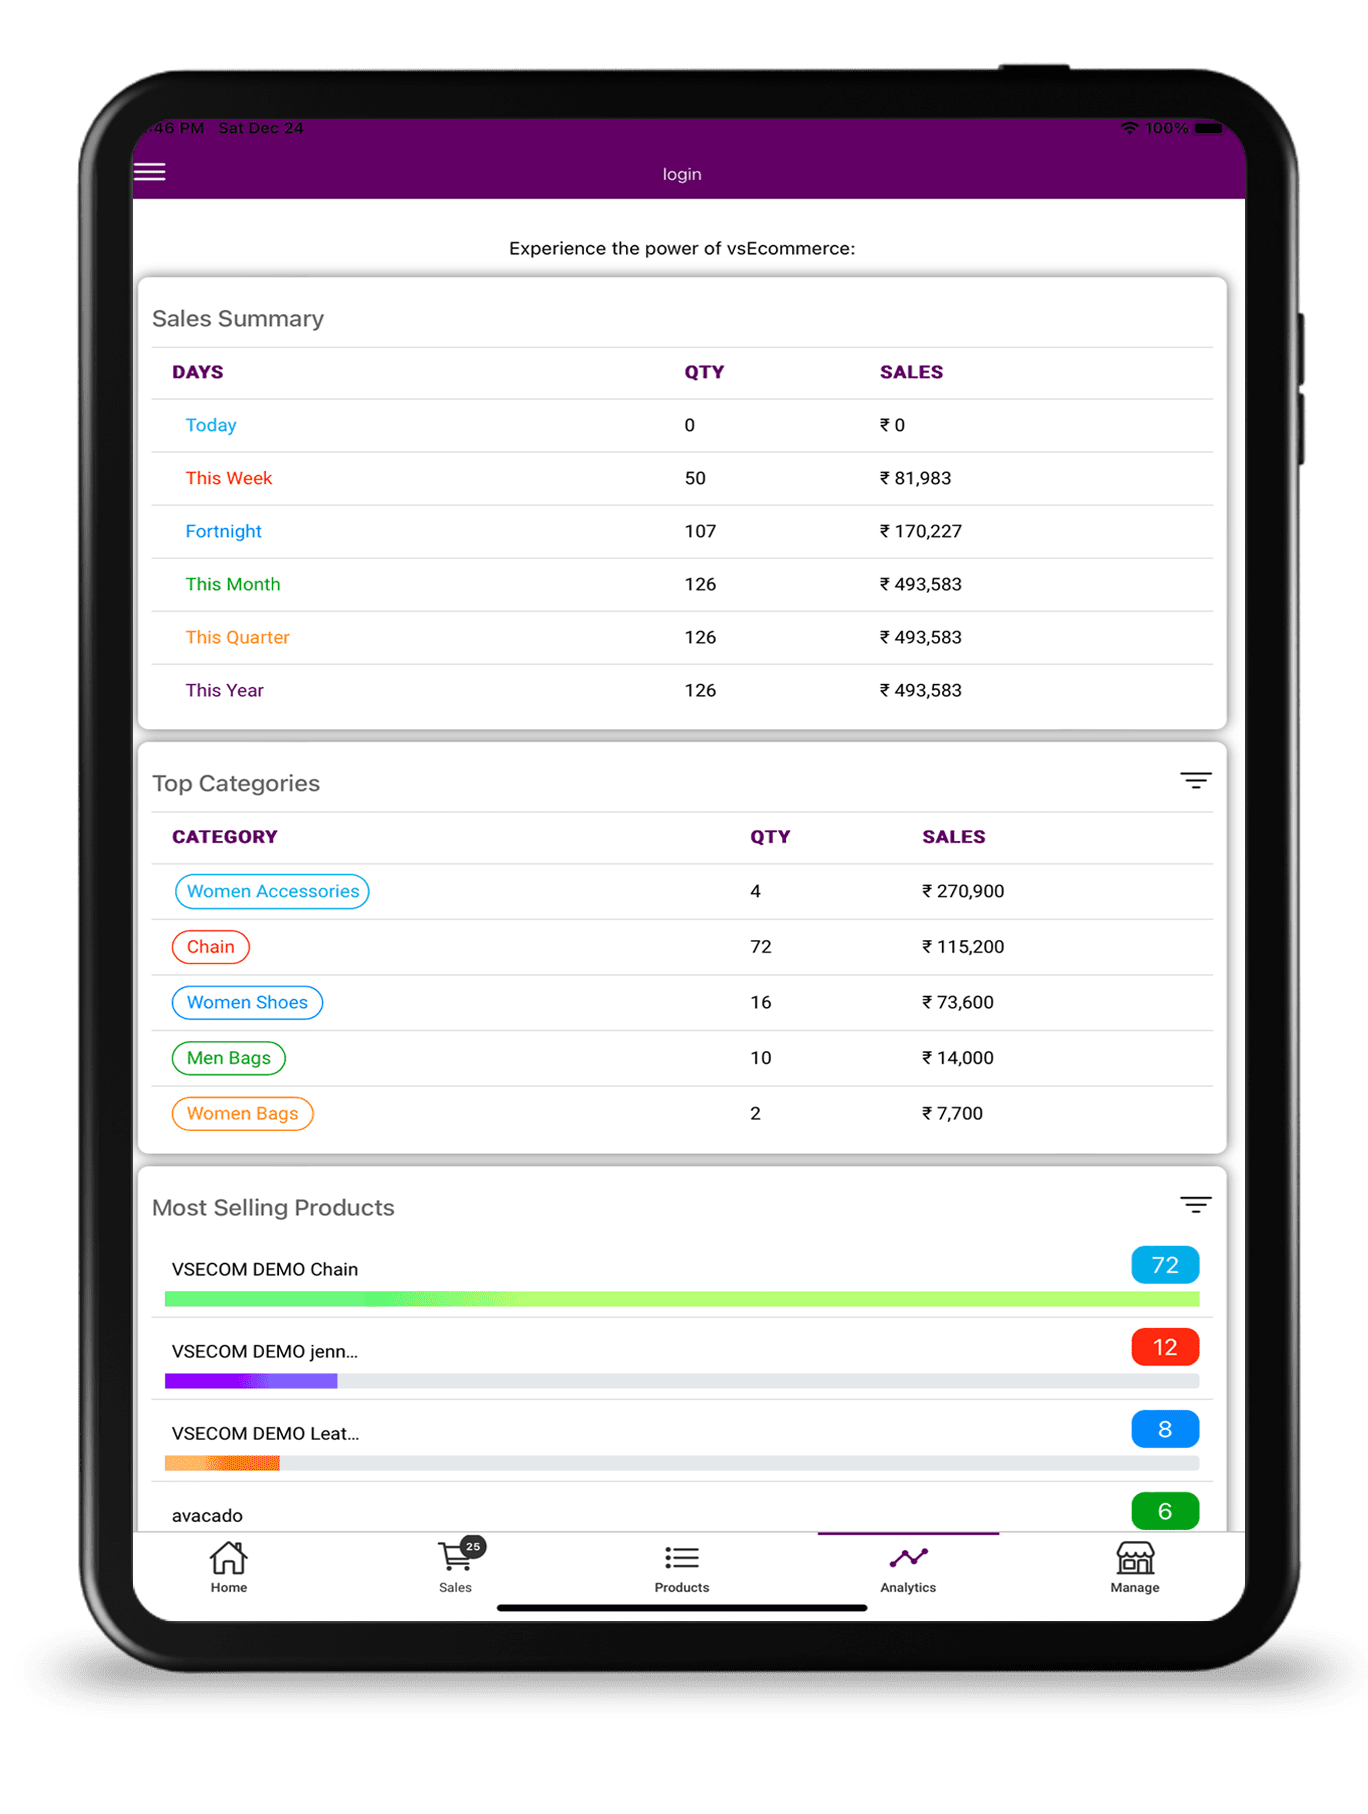 :46 PM Sat Dec 24 100%
login
Experience the power of vsEcommerce:
Sales Summary
DAYS QTY SALES
Today 0 ₹ 0
This Week 50 ₹ 81,983
Fortnight 107 ₹ 170,227
This Month 126 ₹ 493,583
This Quarter 126 ₹ 493,583
This Year 126 ₹ 493,583
Top Categories
CATEGORY QTY SALES
Women Accessories 4 ₹ 270,900
Chain 72 ₹ 115,200
Women Shoes 16 ₹ 73,600
Men Bags 10 ₹ 14,000
Women Bags 2 ₹ 7,700
Most Selling Products
VSECOM DEMO Chain 72
VSECOM DEMO jenn... 12
VSECOM DEMO Leat... 8
avacado 6
25
Home Sales Products Analytics Manage